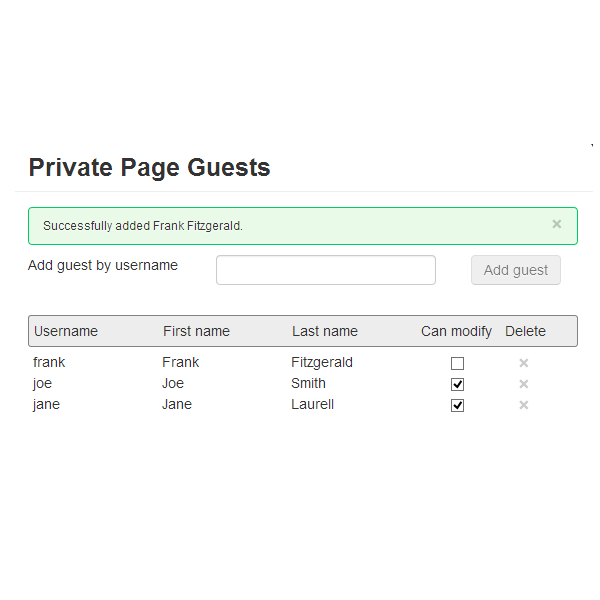 Private Page Guests
Successfully added Frank Fitzgerald.
Add guest by username Add guest
Username First name Last name Can modify Delete
frank Frank Fitzgerald
joe Joe Smith
jane Jane Laurell